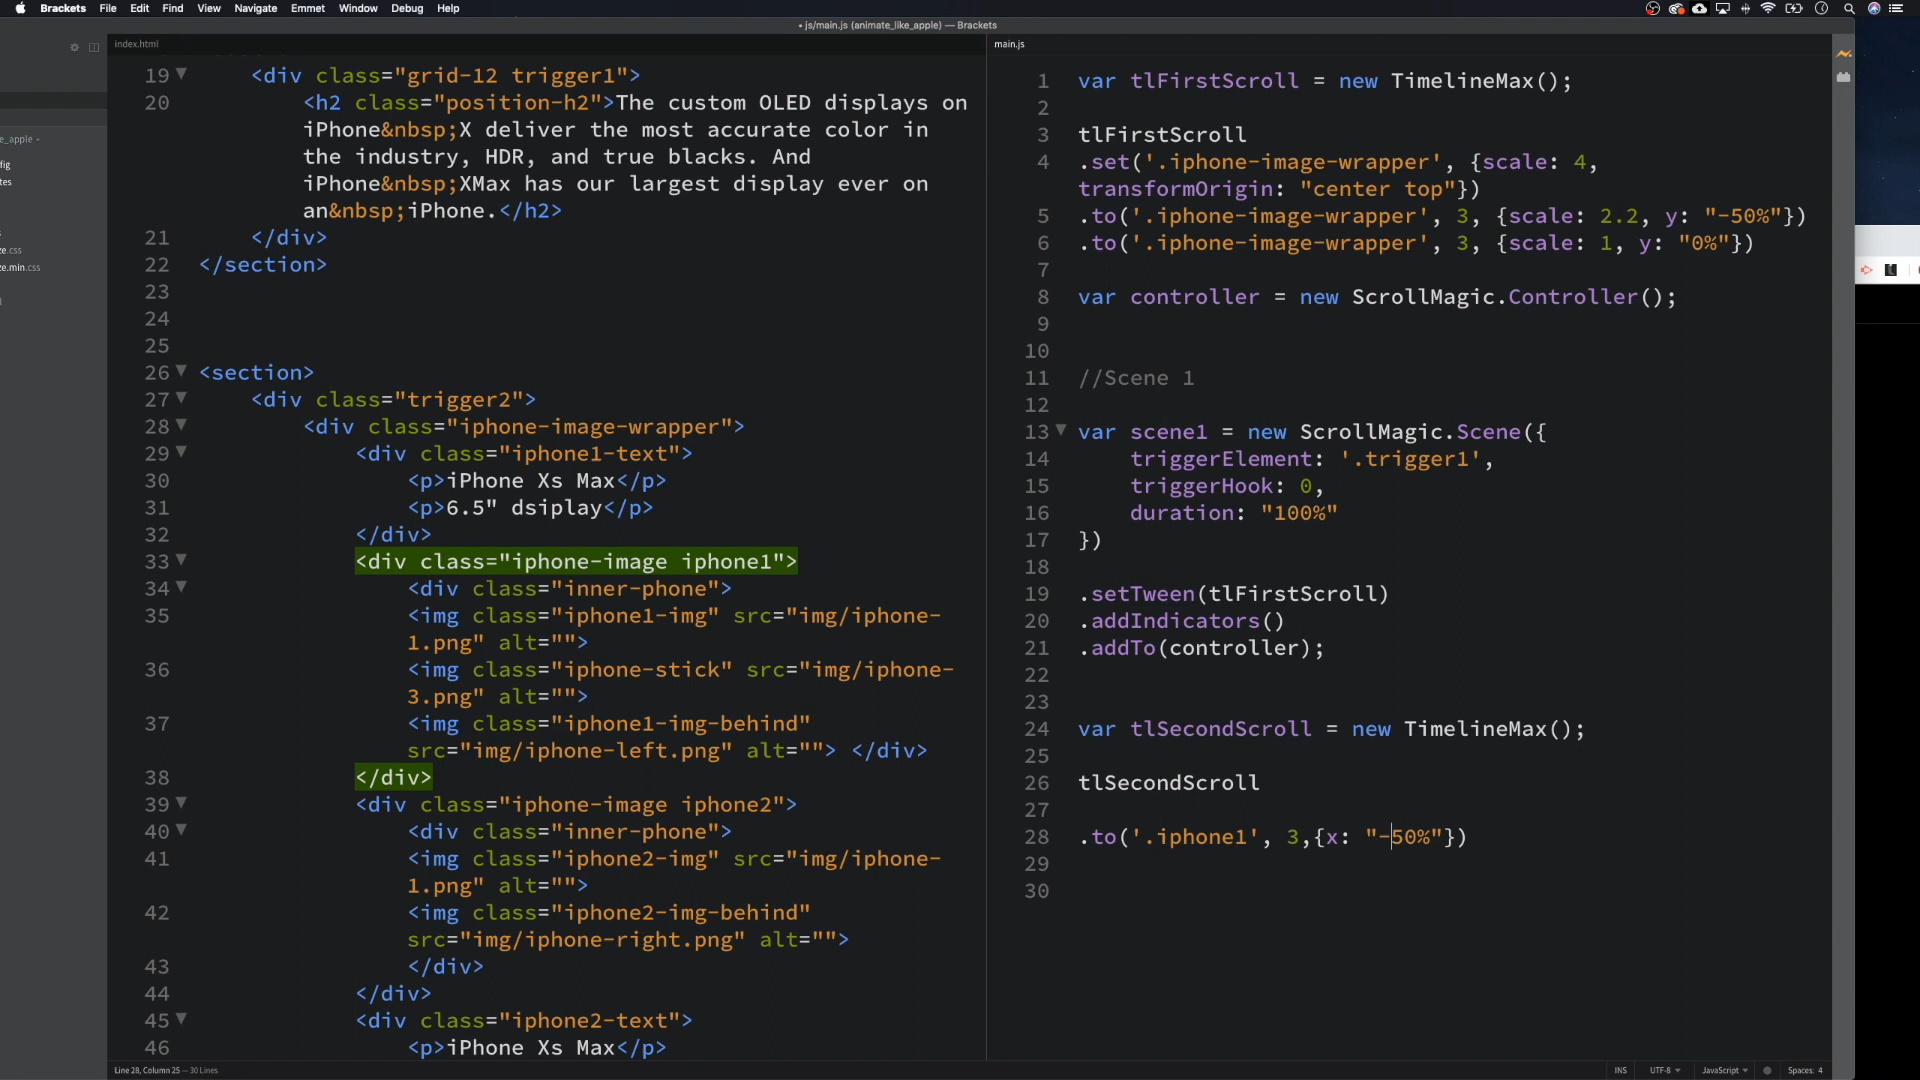 Brackets File Edit Find View Navigate Emmet Window Debug Help
• js/main.js (animate_like_apple) — Brackets
index.html
19 <div class="grid-12 trigger1">
20 <h2 class="position-h2">The custom OLED displays on
iPhone&nbsp;X deliver the most accurate color in
the industry, HDR, and true blacks. And
iPhone&nbsp;XMax has our largest display ever on
an&nbsp;iPhone.</h2>
21 </div>
22 </section>
23
24
25
26 <section>
27 <div class="trigger2">
28 <div class="iphone-image-wrapper">
29 <div class="iphone1-text">
30 <p>iPhone Xs Max</p>
31 <p>6.5" dsiplay</p>
32 </div>
33 <div class="iphone-image iphone1">
34 <div class="inner-phone">
35 <img class="iphone1-img" src="img/iphone-
1.png" alt="">
36 <img class="iphone-stick" src="img/iphone-
3.png" alt="">
37 <img class="iphone1-img-behind"
src="img/iphone-left.png" alt=""> </div>
38 </div>
39 <div class="iphone-image iphone2">
40 <div class="inner-phone">
41 <img class="iphone2-img" src="img/iphone-
1.png" alt="">
42 <img class="iphone2-img-behind"
src="img/iphone-right.png" alt="">
43 </div>
44 </div>
45 <div class="iphone2-text">
46 <p>iPhone Xs Max</p>
main.js
1 var tlFirstScroll = new TimelineMax();
2
3 tlFirstScroll
4 .set('.iphone-image-wrapper', {scale: 4,
transformOrigin: "center top"})
5 .to('.iphone-image-wrapper', 3, {scale: 2.2, y: "-50%"})
6 .to('.iphone-image-wrapper', 3, {scale: 1, y: "0%"})
7
8 var controller = new ScrollMagic.Controller();
9
10
11 //Scene 1
12
13 var scene1 = new ScrollMagic.Scene({
14 triggerElement: '.trigger1',
15 triggerHook: 0,
16 duration: "100%"
17 })
18
19 .setTween(tlFirstScroll)
20 .addIndicators()
21 .addTo(controller);
22
23
24 var tlSecondScroll = new TimelineMax();
25
26 tlSecondScroll
27
28 .to('.iphone1', 3,{x: "-50%"})
29
30
e_apple
fig
tes
s
ze.css
ze.min.css
Line 28, Column 25 — 30 Lines
INS UTF-8 JavaScript Spaces: 4